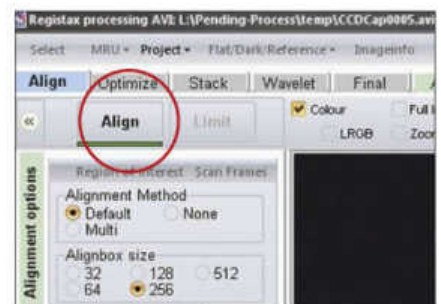 Registax processing AVI: L:\Pending-Process\temp\CCDCap0005.avi
Select MRU Project Flat/Dark/Reference Imageinfo
Align Optimize Stack Wavelet Final
Align Limit Colour Full
LRGB Zoom
Region of Interest Scan Frames
Alignment options
Alignment Method
Default None
Multi
Alignbox size
32 128 512
64 256